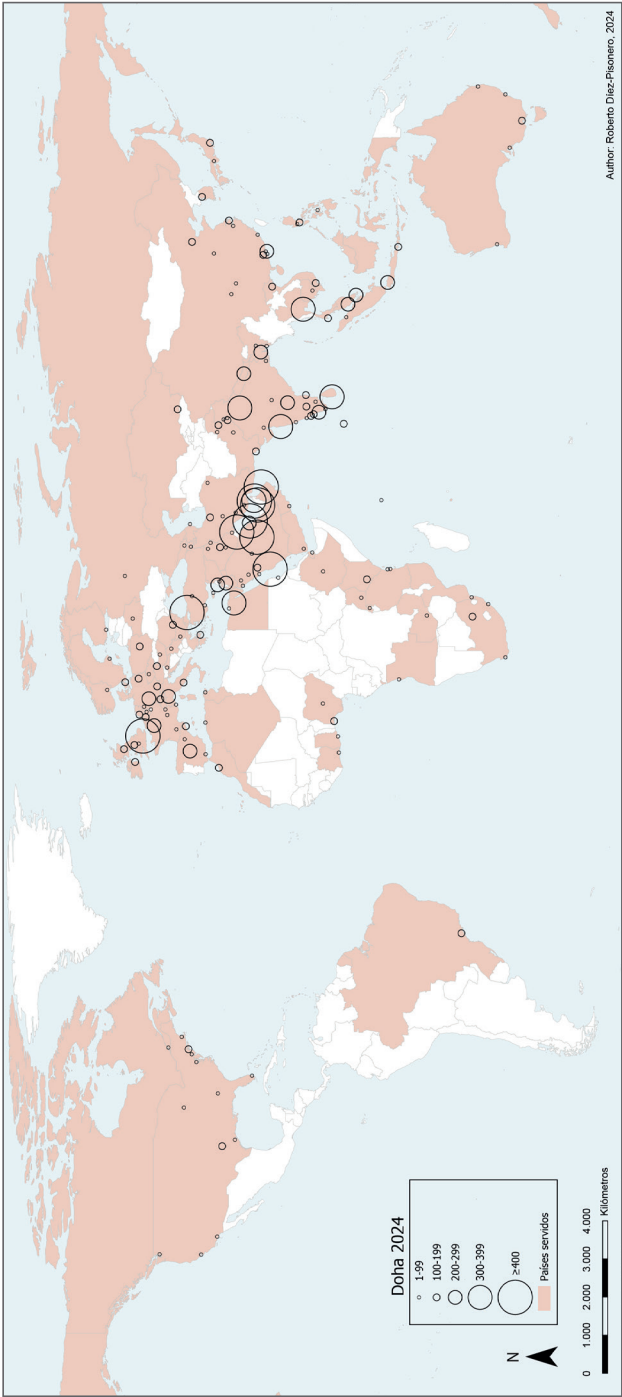 Doha 2024
1-99
100-199
200-299
300-399
≥400
Países servidos
N
0 1.000 2.000 3.000 4.000
Kilómetros
Author: Roberto Díez-Pisonero, 2024